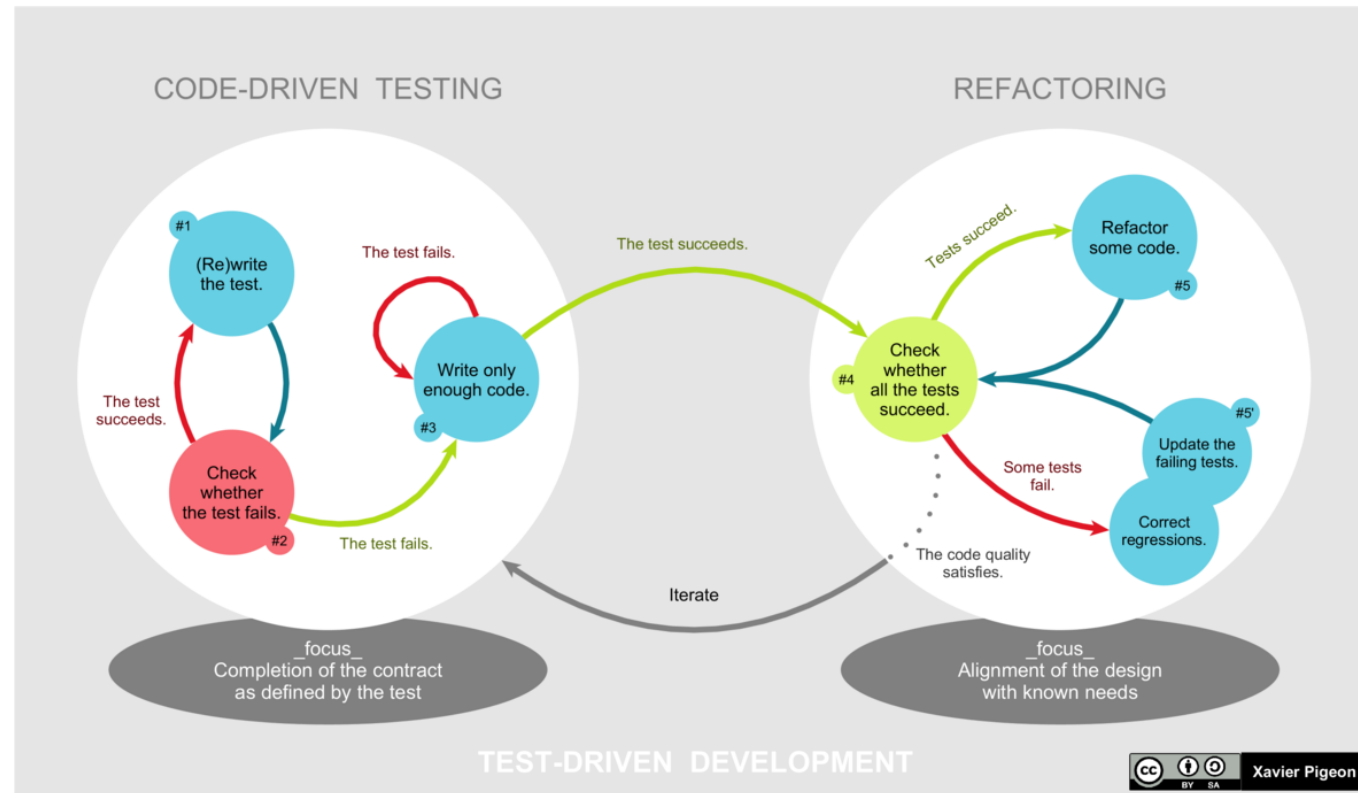 CODE-DRIVEN TESTING
REFACTORING
#1
(Re)write
the test.
The test
succeeds.
Check
whether
the test fails.
#2
The test fails.
The test fails.
Write only
enough code.
#3
The test succeeds.
Tests succeed.
Refactor
some code.
#5
Check
whether
all the tests
succeed.
#4
#5'
Update the
failing tests.
Some tests
fail.
Correct
regressions.
The code quality
satisfies.
Iterate
_focus_
Completion of the contract
as defined by the test
_focus_
Alignment of the design
with known needs
TEST-DRIVEN DEVELOPMENT
cc
BY SA
Xavier Pigeon